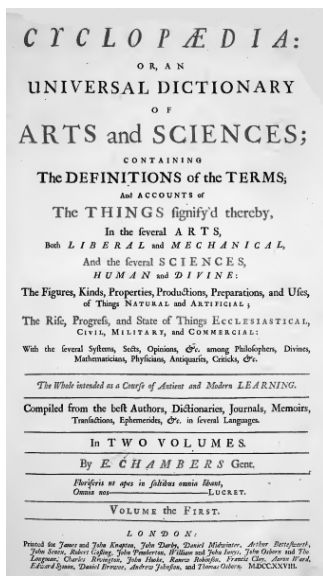 CYCLOPÆDIA:
OR, AN
UNIVERSAL DICTIONARY
OF
ARTS and SCIENCES;
CONTAINING
The DEFINITIONS of the TERMS;
And ACCOUNTS of
The THINGS ſignify'd thereby,
In the ſeveral ARTS,
Both LIBERAL and MECHANICAL,
And the ſeveral SCIENCES,
HUMAN and DIVINE:
The Figures, Kinds, Properties, Productions, Preparations, and Uſes,
of Things NATURAL and ARTIFICIAL;
The Riſe, Progreſs, and State of Things ECCLESIASTICAL,
CIVIL, MILITARY, and COMMERCIAL:
With the ſeveral Syſtems, Sects, Opinions, &c. among Philoſophers, Divines,
Mathematicians, Phyſicians, Antiquaries, Criticks, &c.
The Whole intended as a Courſe of Antient and Modern LEARNING.
Compiled from the beſt Authors, Dictionaries, Journals, Memoirs,
Tranſactions, Ephemerides, &c. in ſeveral Languages.
In TWO VOLUMES.
By E. CHAMBERS Gent.
Floriferis ut apes in ſaltibus omnia libant,
Omnia nos—— LUCRET.
VOLUME the FIRST.
LONDON:
Printed for James and John Knapton, John Darby, Daniel Midwinter, Arthur Bettesworth,
John Senex, Robert Goſling, John Pemberton, William and John Innys, John Osborn and Tho.
Longman, Charles Rivington, John Hooke, Ranew Robinſon, Francis Clay, Aaron Ward,
Edward Symon, Daniel Browne, Andrew Johnſton, and Thomas Osborn. M.DCC.XXVIII.